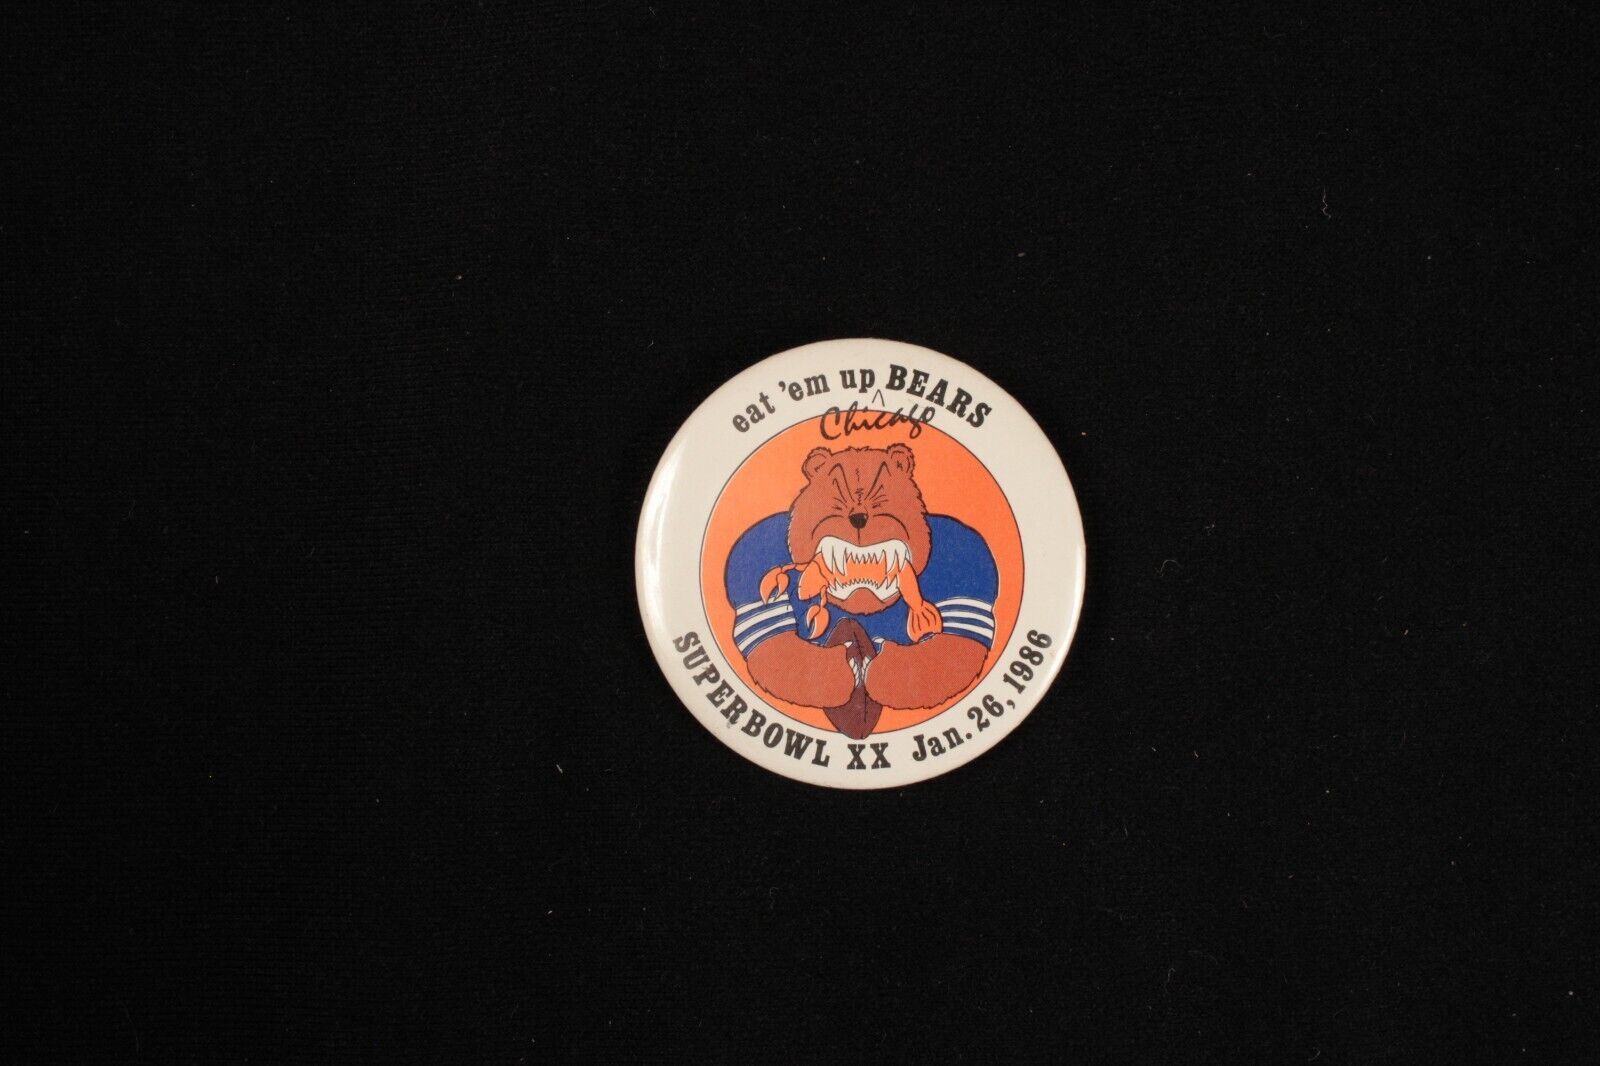 eat 'em up BEARS
^
Chicago
SUPERBOWL XX Jan. 26, 1986